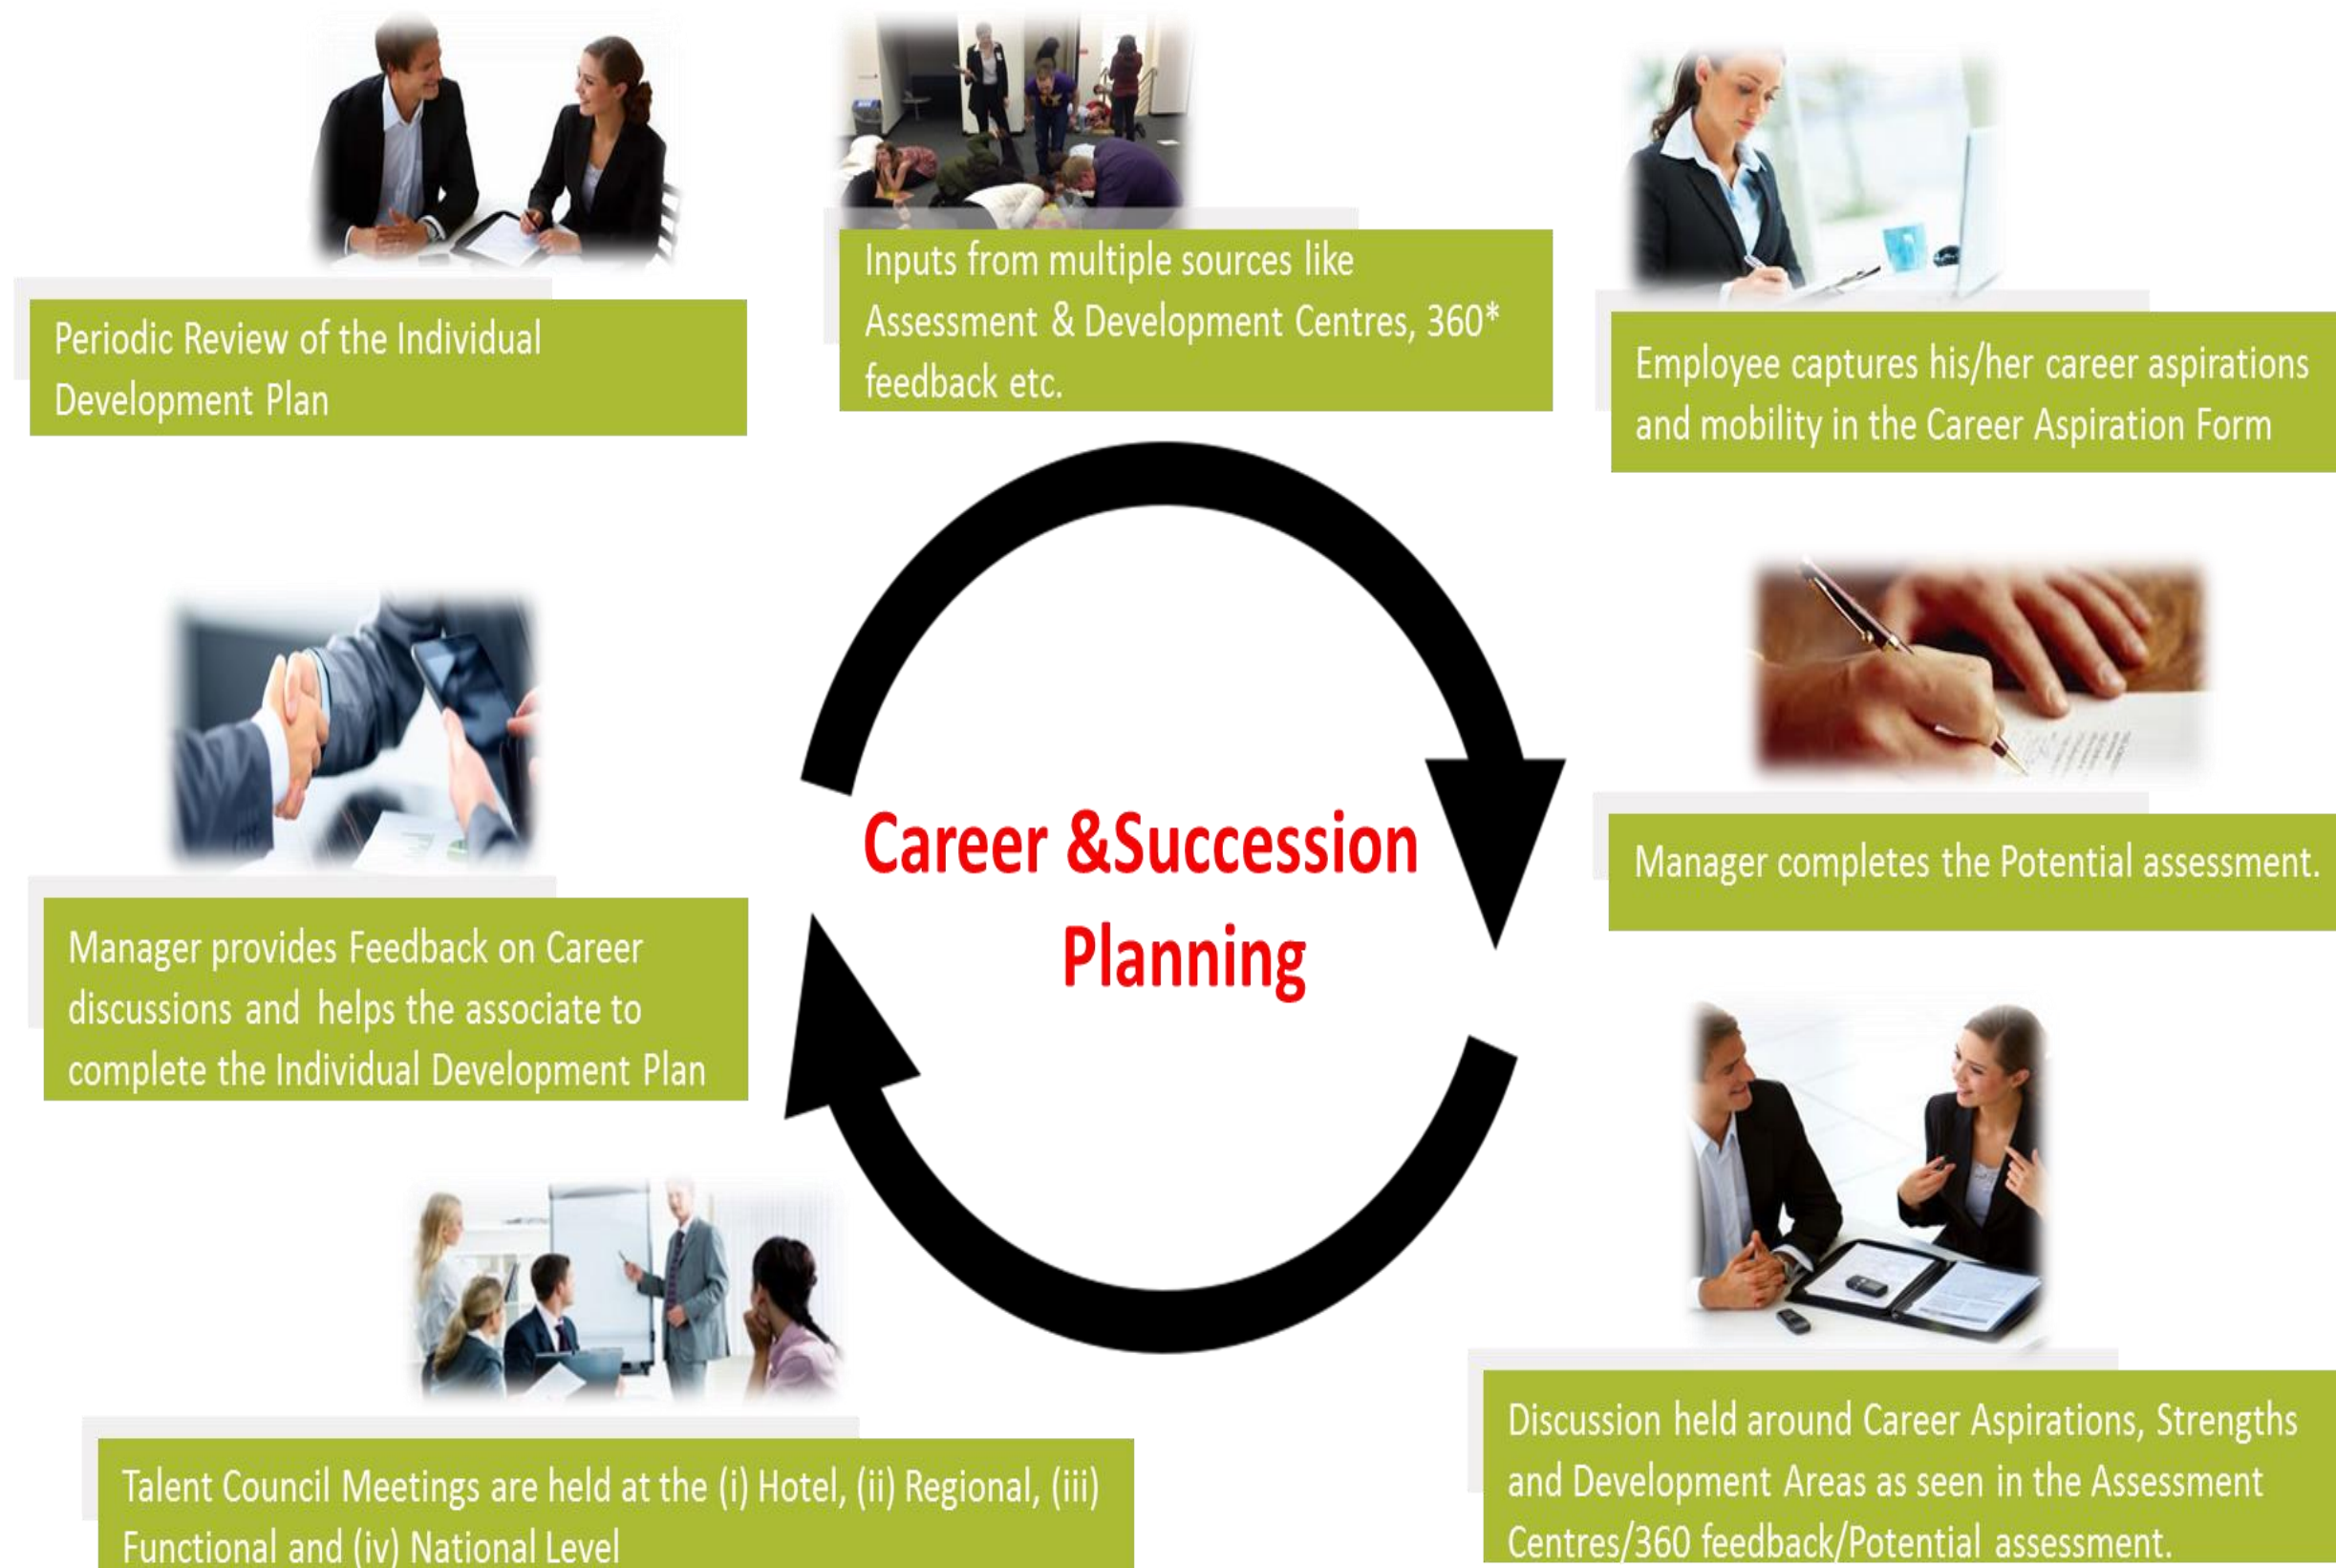 Periodic Review of the Individual
Development Plan
Inputs from multiple sources like
Assessment & Development Centres, 360*
feedback etc.
Employee captures his/her career aspirations
and mobility in the Career Aspiration Form
Manager completes the Potential assessment.
Discussion held around Career Aspirations, Strengths
and Development Areas as seen in the Assessment
Centres/360 feedback/Potential assessment.
Talent Council Meetings are held at the (i) Hotel, (ii) Regional, (iii)
Functional and (iv) National Level
Manager provides Feedback on Career
discussions and helps the associate to
complete the Individual Development Plan
Career &Succession
Planning